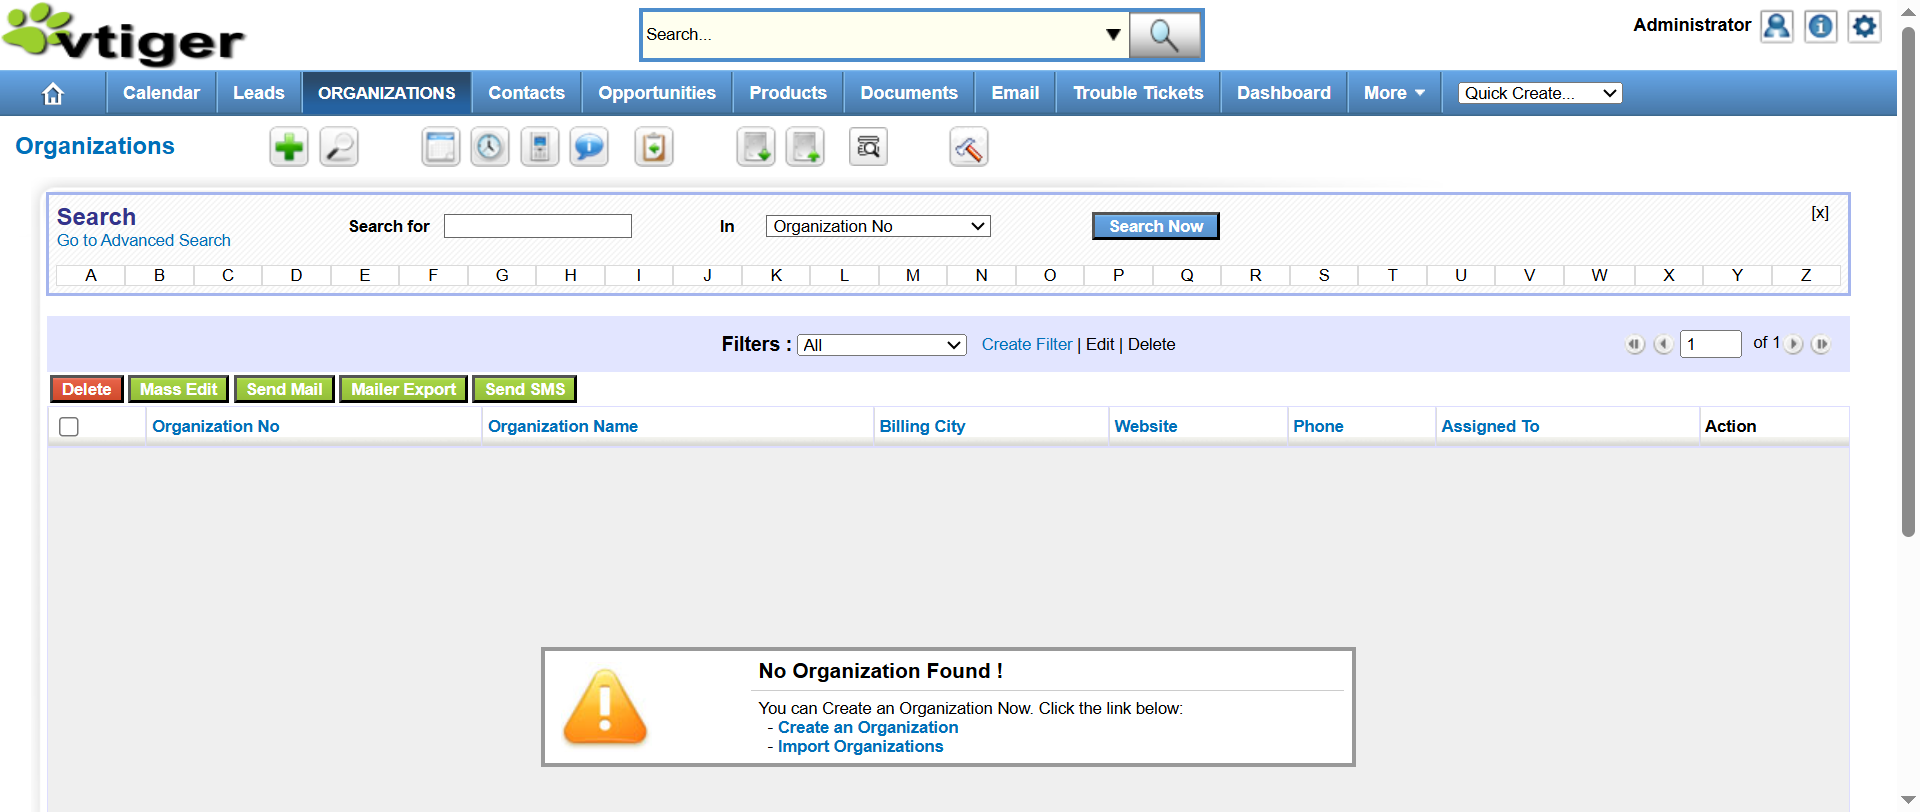 vtiger
Search...
Administrator
Calendar Leads ORGANIZATIONS Contacts Opportunities Products Documents Email Trouble Tickets Dashboard More Quick Create...
Organizations
Search
Go to Advanced Search
Search for In Organization No Search Now [x]
A B C D E F G H I J K L M N O P Q R S T U V W X Y Z
Filters : All Create Filter | Edit | Delete 1 of 1
Delete Mass Edit Send Mail Mailer Export Send SMS
Organization No Organization Name Billing City Website Phone Assigned To Action
No Organization Found !
You can Create an Organization Now. Click the link below:
- Create an Organization
- Import Organizations